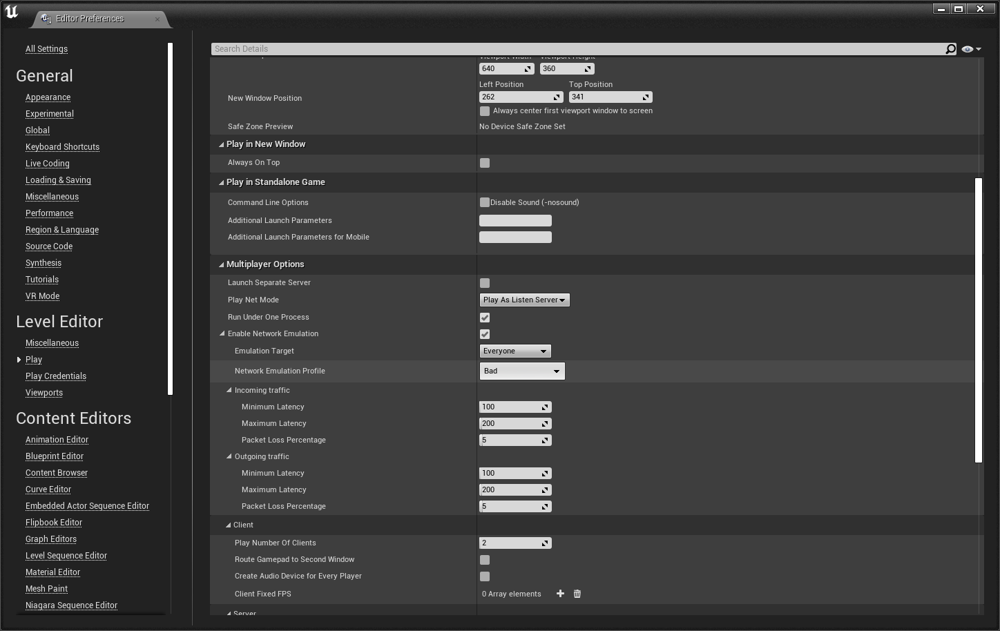 Editor Preferences
All Settings
General
Appearance
Experimental
Global
Keyboard Shortcuts
Live Coding
Loading & Saving
Miscellaneous
Performance
Region & Language
Source Code
Synthesis
Tutorials
VR Mode
Level Editor
Miscellaneous
Play
Play Credentials
Viewports
Content Editors
Animation Editor
Blueprint Editor
Content Browser
Curve Editor
Embedded Actor Sequence Editor
Flipbook Editor
Graph Editors
Level Sequence Editor
Material Editor
Mesh Paint
Niagara Sequence Editor
Search Details
Viewport Width Viewport Height
640 360
Left Position Top Position
New Window Position 262 341
Always center first viewport window to screen
Safe Zone Preview No Device Safe Zone Set
Play in New Window
Always On Top
Play in Standalone Game
Command Line Options Disable Sound (-nosound)
Additional Launch Parameters
Additional Launch Parameters for Mobile
Multiplayer Options
Launch Separate Server
Play Net Mode Play As Listen Server
Run Under One Process
Enable Network Emulation
Emulation Target Everyone
Network Emulation Profile Bad
Incoming traffic
Minimum Latency 100
Maximum Latency 200
Packet Loss Percentage 5
Outgoing traffic
Minimum Latency 100
Maximum Latency 200
Packet Loss Percentage 5
Client
Play Number Of Clients 2
Route Gamepad to Second Window
Create Audio Device for Every Player
Client Fixed FPS 0 Array elements
Server